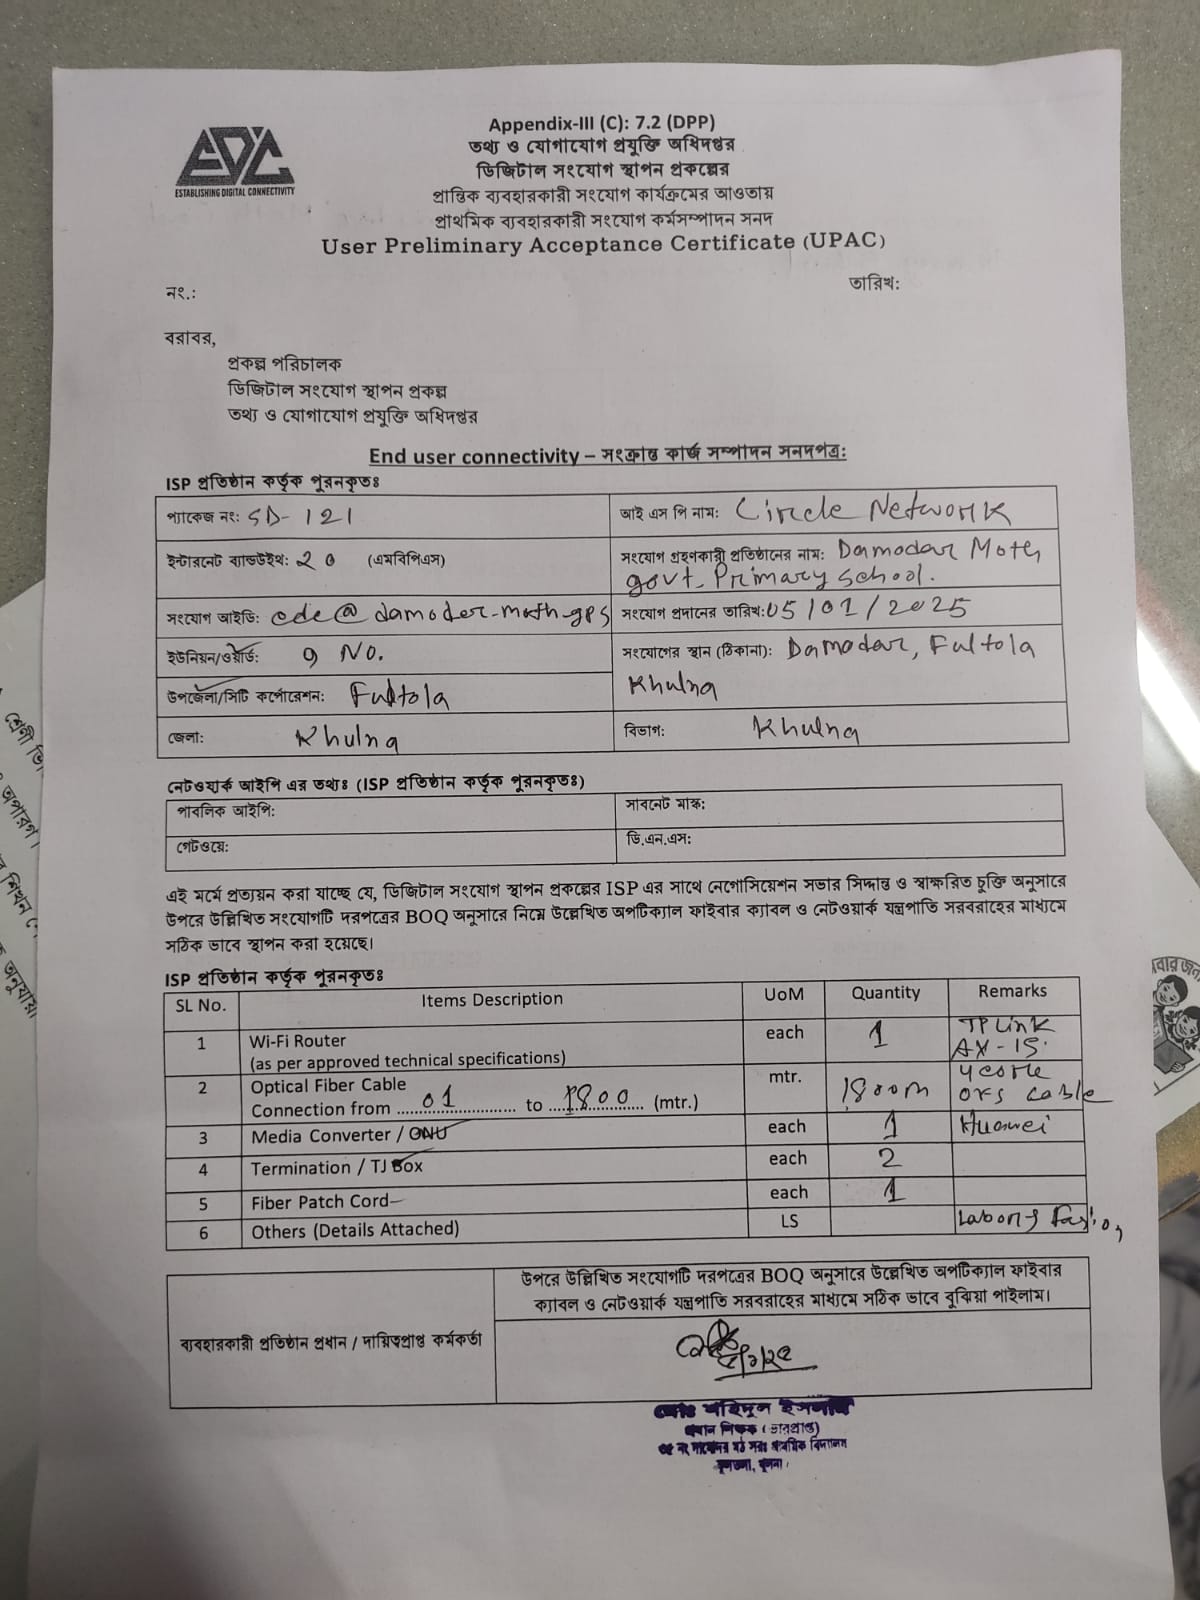 EDC
ESTABLISHING DIGITAL CONNECTIVITY
Appendix-III (C): 7.2 (DPP)
তথ্য ও যোগাযোগ প্রযুক্তি অধিদপ্তর
ডিজিটাল সংযোগ স্থাপন প্রকল্পের
প্রান্তিক ব্যবহারকারী সংযোগ কার্যক্রমের আওতায়
প্রাথমিক ব্যবহারকারী সংযোগ কর্মসম্পাদন সনদ
User Preliminary Acceptance Certificate (UPAC)
নং.:
তারিখ:
বরাবর,
প্রকল্প পরিচালক
ডিজিটাল সংযোগ স্থাপন প্রকল্প
তথ্য ও যোগাযোগ প্রযুক্তি অধিদপ্তর
End user connectivity – সংক্রান্ত কার্জ সম্পাদন সনদপত্র:
ISP প্রতিষ্ঠান কর্তৃক পুরনকৃতঃ
প্যাকেজ নং: SD-121
আই এস পি নাম: Circle Network
ইন্টারনেট ব্যান্ডউইথ: 20 (এমবিপিএস)
সংযোগ গ্রহণকারী প্রতিষ্ঠানের নাম: Damodar Moth
govt. Primary School.
সংযোগ আইডি: edc@damoder-moth-gps
সংযোগ প্রদানের তারিখ: 05/01/2025
ইউনিয়ন/ওয়ার্ড: 9 No.
সংযোগের স্থান (ঠিকানা): Damodar, Fultola
Khulna
উপজেলা/সিটি কর্পোরেশন: Fultola
জেলা: Khulna
বিভাগ: Khulna
নেটওয়ার্ক আইপি এর তথ্যঃ (ISP প্রতিষ্ঠান কর্তৃক পুরনকৃতঃ)
পাবলিক আইপি:
সাবনেট মাস্ক:
গেটওয়ে:
ডি.এন.এস:
এই মর্মে প্রত্যয়ন করা যাচ্ছে যে, ডিজিটাল সংযোগ স্থাপন প্রকল্পের ISP এর সাথে নেগোসিয়েশন সভার সিদ্দান্ত ও স্বাক্ষরিত চুক্তি অনুসারে
উপরে উল্লিখিত সংযোগটি দরপত্রের BOQ অনুসারে নিম্নে উল্লেখিত অপটিক্যাল ফাইবার ক্যাবল ও নেটওয়ার্ক যন্ত্রপাতি সরবরাহের মাধ্যমে
সঠিক ভাবে স্থাপন করা হয়েছে।
ISP প্রতিষ্ঠান কর্তৃক পুরনকৃতঃ
SL No. Items Description UoM Quantity Remarks
1 Wi-Fi Router each 1 TP Link
(as per approved technical specifications) AX-15.
2 Optical Fiber Cable mtr. 1800m 4 core
Connection from 01 to 1800 (mtr.) cable
3 Media Converter / ONU each 1 Huawei
4 Termination / TJ Box each 2
5 Fiber Patch Cord each 1
6 Others (Details Attached) LS Labor &
উপরে উল্লিখিত সংযোগটি দরপত্রের BOQ অনুসারে উল্লেখিত অপটিক্যাল ফাইবার
ক্যাবল ও নেটওয়ার্ক যন্ত্রপাতি সরবরাহের মাধ্যমে সঠিক ভাবে বুঝিয়া পাইলাম।
ব্যবহারকারী প্রতিষ্ঠান প্রধান / দায়িত্বপ্রাপ্ত কর্মকর্তা
মোঃ শহিদুল ইসলাম
প্রধান শিক্ষক (ভারপ্রাপ্ত)
প্রাথমিক বিদ্যালয়
ফুলতলা, খুলনা।